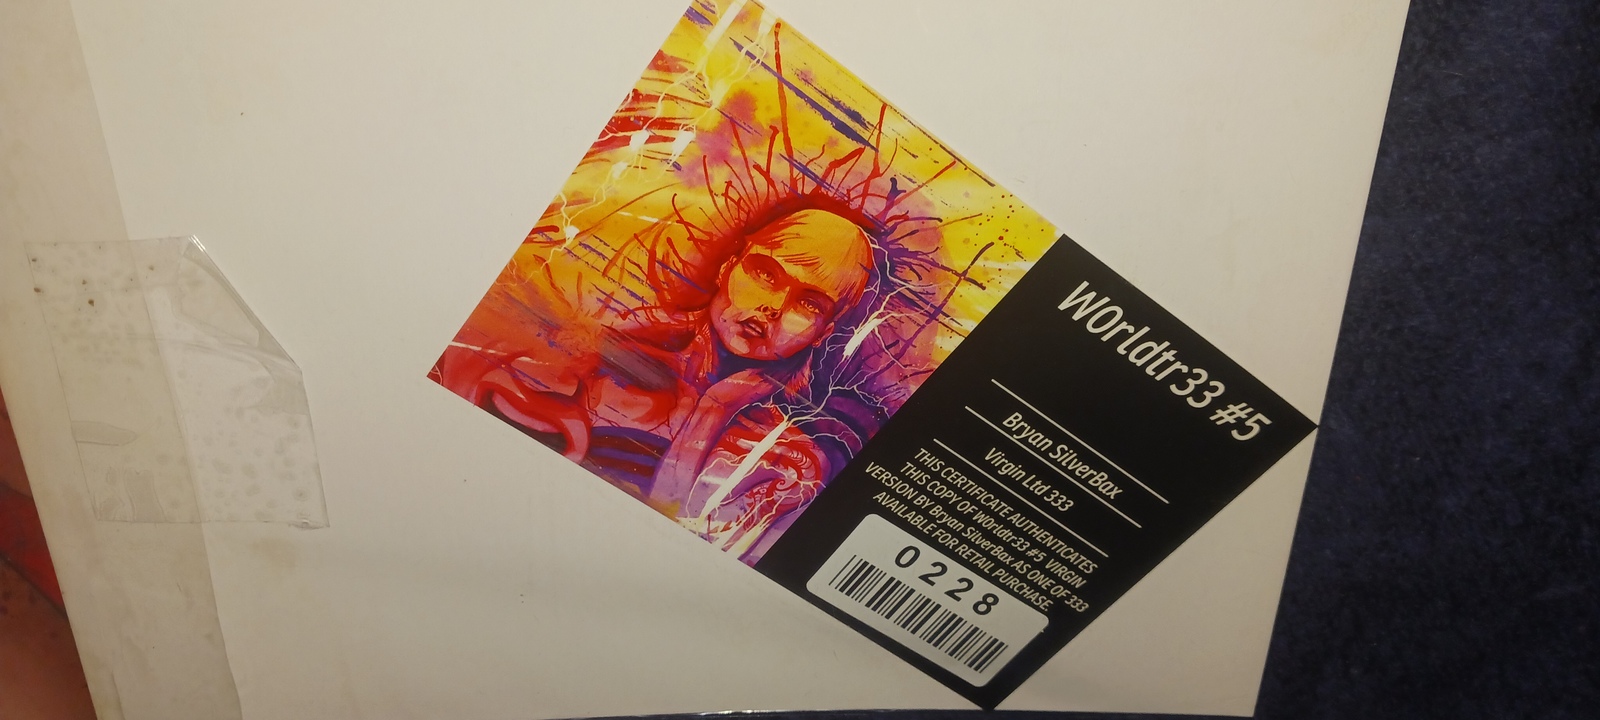 W0rldtr33 #5
Bryan SilverBax
Virgin Ltd 333
THIS CERTIFICATE AUTHENTICATES
THIS COPY OF W0rldtr33 #5 VIRGIN
VERSION BY Bryan SilverBax AS ONE OF 333
AVAILABLE FOR RETAIL PURCHASE.
0228